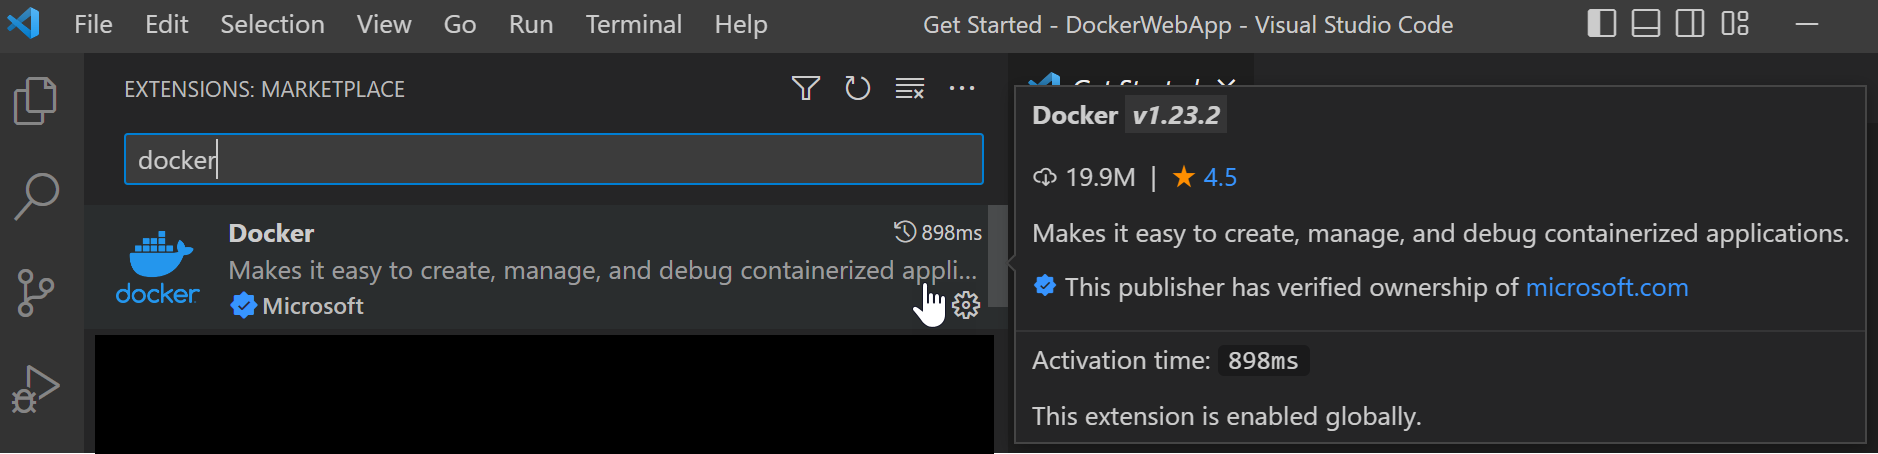 File Edit Selection View Go Run Terminal Help Get Started - DockerWebApp - Visual Studio Code
EXTENSIONS: MARKETPLACE
Get Started
docker
Docker 898ms
Makes it easy to create, manage, and debug containerized appli...
docker
Microsoft
Docker v1.23.2
19.9M | ★ 4.5
Makes it easy to create, manage, and debug containerized applications.
This publisher has verified ownership of microsoft.com
Activation time: 898ms
This extension is enabled globally.